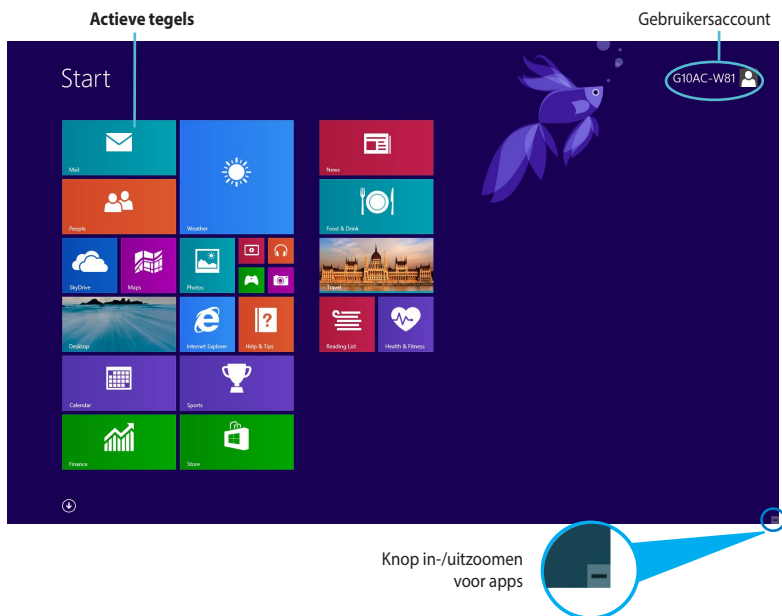 Actieve tegels
Gebruikersaccount
Start
G10AC-W81
Mail
Weather
News
People
Food & Drink
SkyDrive
Maps
Photos
Travel
Desktop
Internet Explorer
Help & Tips
Reading List
Health & Fitness
Calendar
Sports
Finance
Store
Knop in-/uitzoomen
voor apps